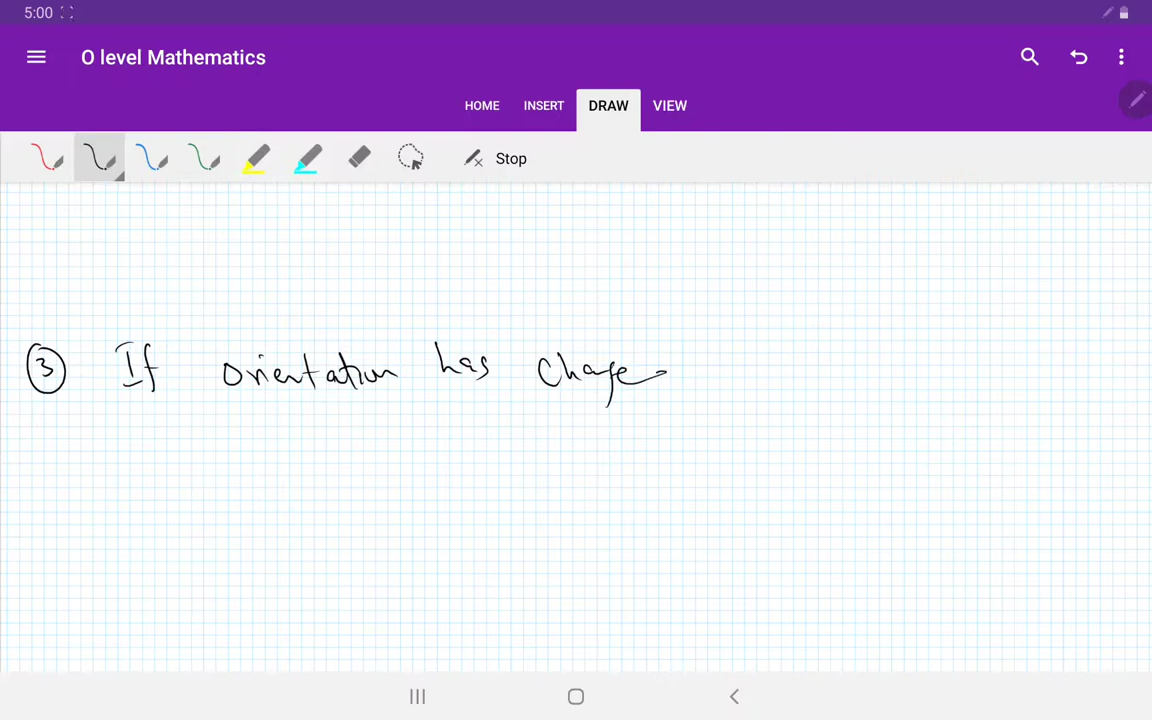 5:00
O level Mathematics
HOME INSERT DRAW VIEW
Stop
③ If orientation has change